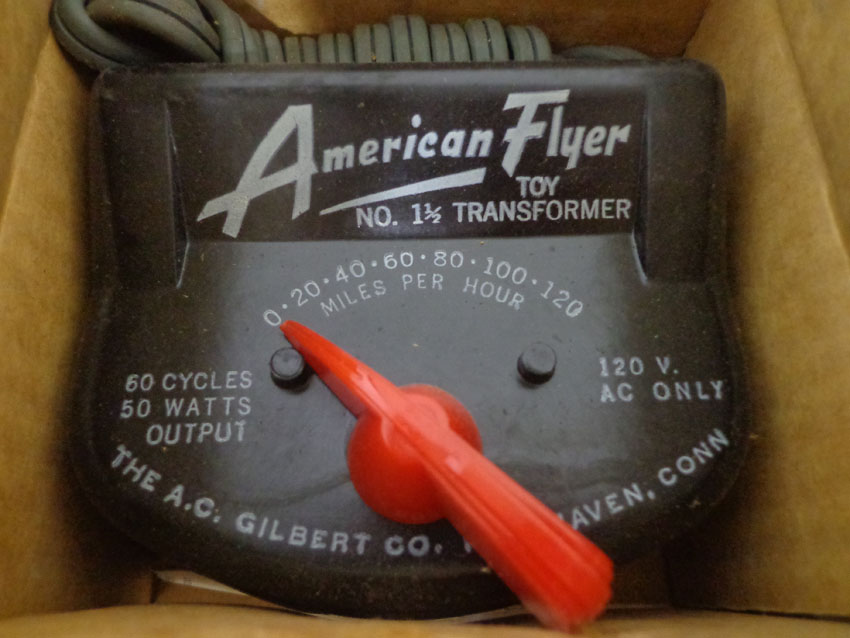 American Flyer
TOY
NO. 1½ TRANSFORMER
0·20·40·60·80·100·120
MILES PER HOUR
60 CYCLES
50 WATTS
OUTPUT
120 V.
AC ONLY
THE A.C. GILBERT CO. HAVEN, CONN